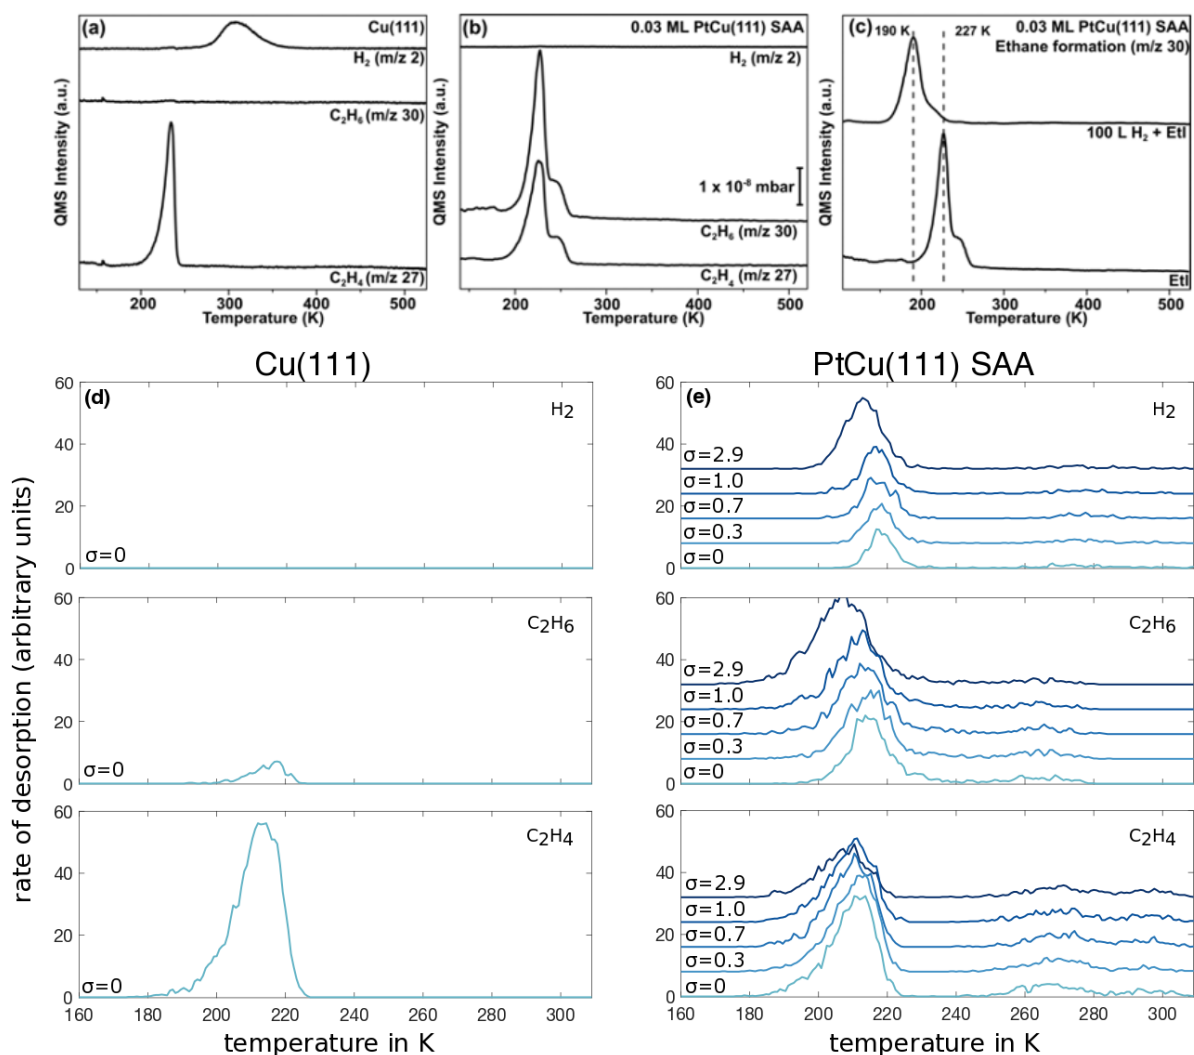 (a)
Cu(111)
H₂ (m/z 2)
C₂H₆ (m/z 30)
C₂H₄ (m/z 27)
QMS Intensity (a.u.)
200 300 400 500
Temperature (K)
(b)
0.03 ML PtCu(111) SAA
H₂ (m/z 2)
1 x 10⁻⁸ mbar
C₂H₆ (m/z 30)
C₂H₄ (m/z 27)
QMS Intensity (a.u.)
200 300 400 500
Temperature (K)
(c)
0.03 ML PtCu(111) SAA
190 K
227 K
Ethane formation (m/z 30)
100 L H₂ + EtI
EtI
QMS Intensity (a.u.)
200 300 400 500
Temperature (K)
Cu(111)
rate of desorption (arbitrary units)
(d)
H₂
60
40
20
0
σ=0
C₂H₆
60
40
20
0
σ=0
C₂H₄
60
40
20
0
σ=0
160 180 200 220 240 260 280 300
temperature in K
PtCu(111) SAA
(e)
H₂
60
40
20
0
σ=2.9
σ=1.0
σ=0.7
σ=0.3
σ=0
C₂H₆
60
40
20
0
σ=2.9
σ=1.0
σ=0.7
σ=0.3
σ=0
C₂H₄
60
40
20
0
σ=2.9
σ=1.0
σ=0.7
σ=0.3
σ=0
160 180 200 220 240 260 280 300
temperature in K